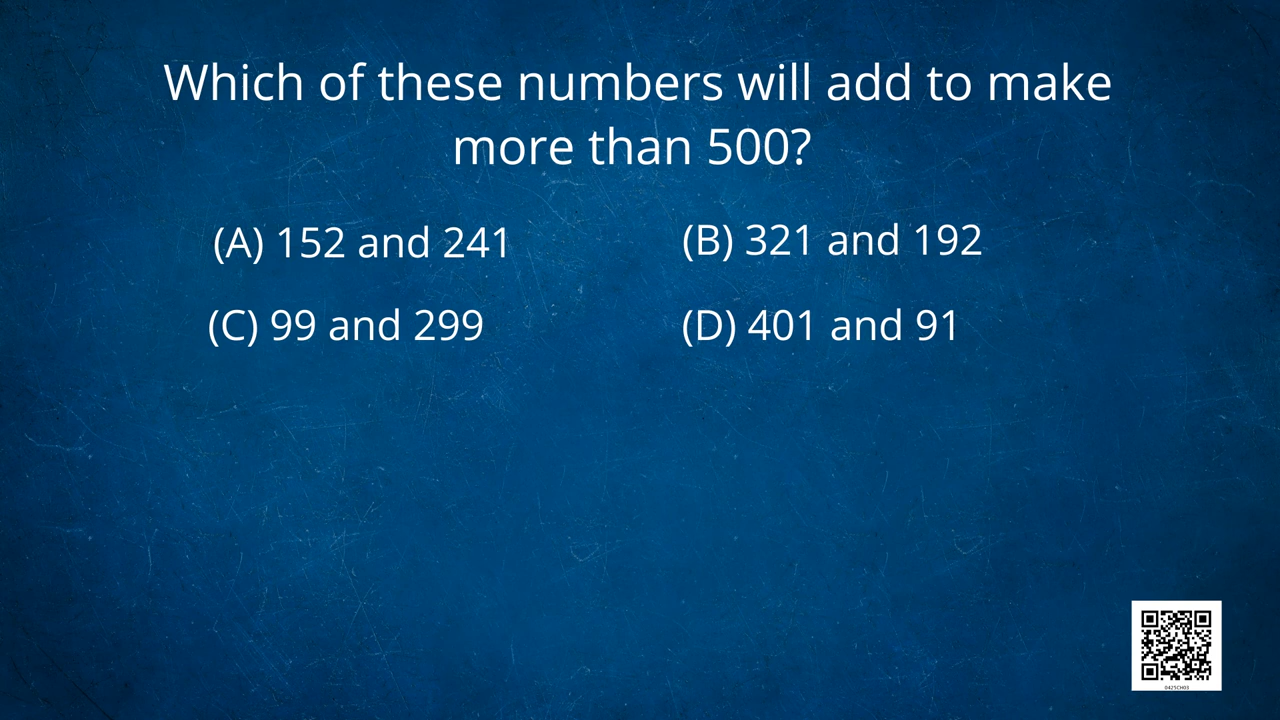 Which of these numbers will add to make
more than 500?
(A) 152 and 241
(B) 321 and 192
(C) 99 and 299
(D) 401 and 91
0425CH03